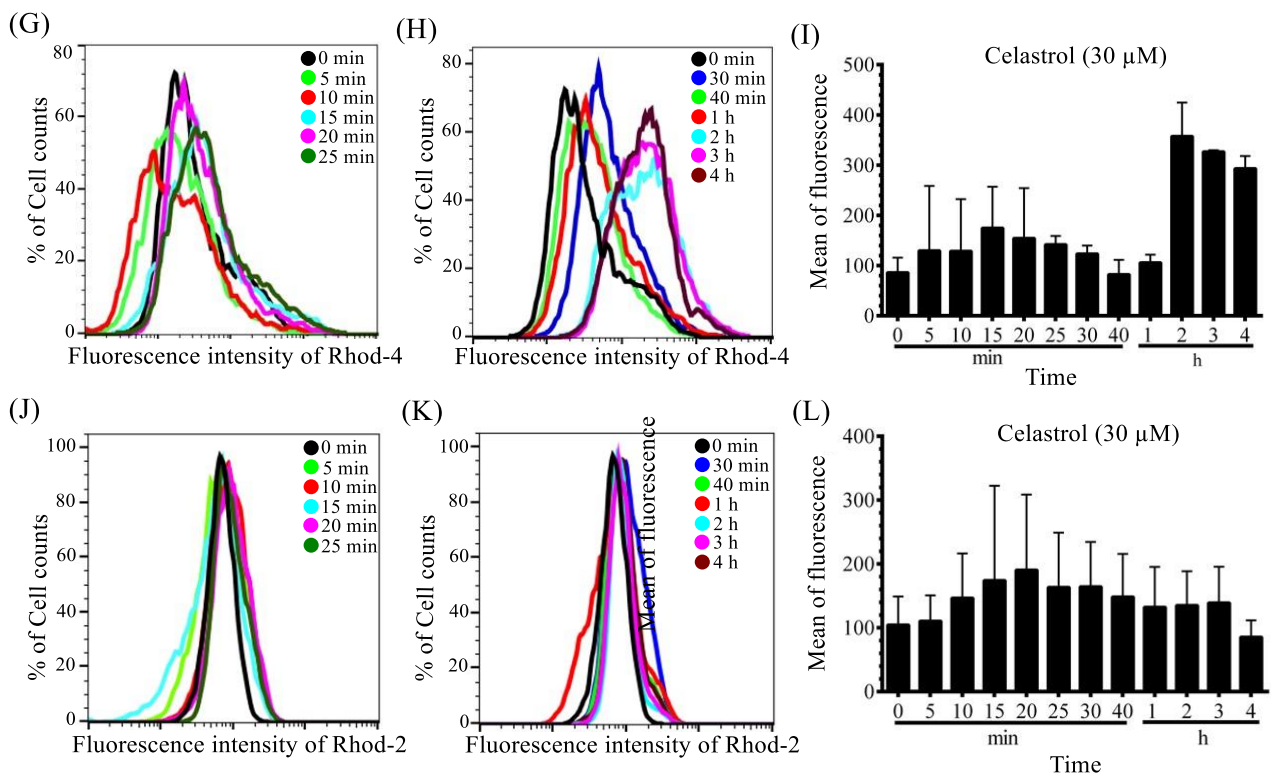 (G)
80
60
40
20
0
% of Cell counts
0 min
5 min
10 min
15 min
20 min
25 min
Fluorescence intensity of Rhod-4
(H)
80
60
40
20
0
% of Cell counts
0 min
30 min
40 min
1 h
2 h
3 h
4 h
Fluorescence intensity of Rhod-4
(I)
Celastrol (30 µM)
500
400
300
200
100
0
Mean of fluorescence
0 5 10 15 20 25 30 40 1 2 3 4
min h
Time
(J)
100
80
60
40
20
0
% of Cell counts
0 min
5 min
10 min
15 min
20 min
25 min
Fluorescence intensity of Rhod-2
(K)
100
80
60
40
20
0
% of Cell counts
Mean of fluorescence
0 min
30 min
40 min
1 h
2 h
3 h
4 h
Fluorescence intensity of Rhod-2
(L)
Celastrol (30 µM)
400
300
200
100
0
Mean of fluorescence
0 5 10 15 20 25 30 40 1 2 3 4
min h
Time